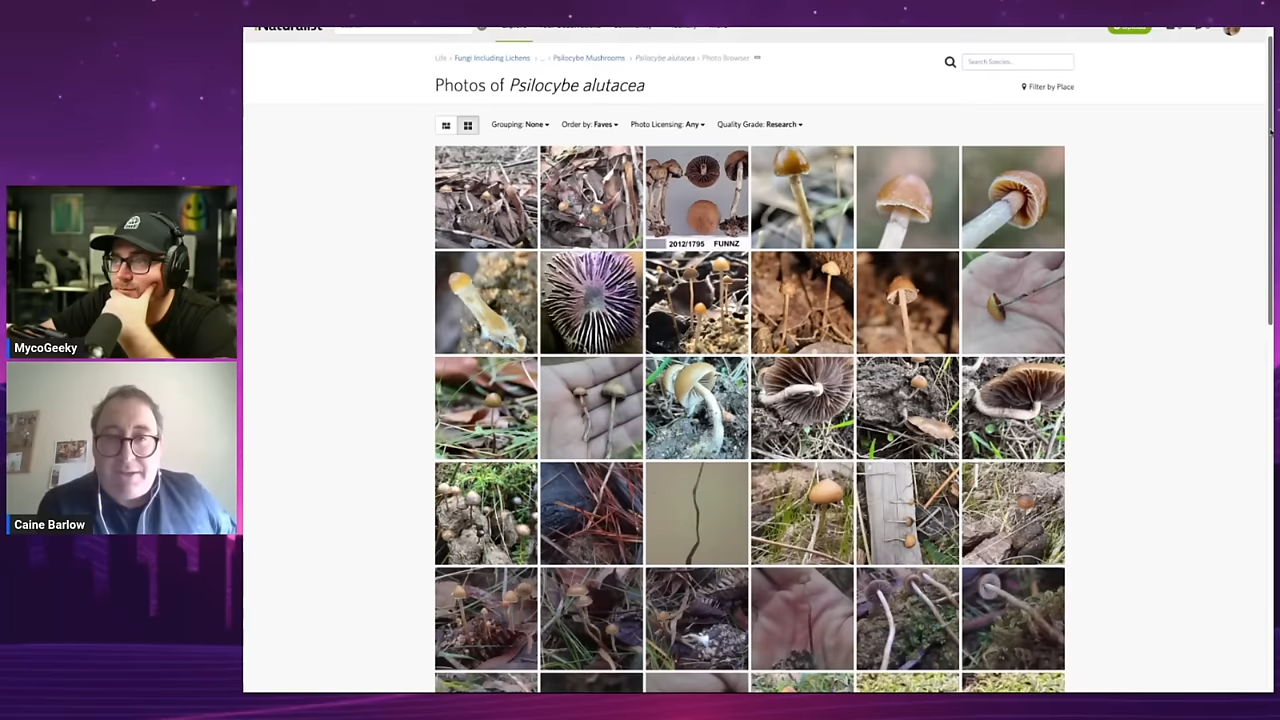 Life › Fungi Including Lichens › ... › Psilocybe Mushrooms › Psilocybe alutacea › Photo Browser
Search Species...
Photos of Psilocybe alutacea
Filter by Place
Grouping: None
Order by: Faves
Photo Licensing: Any
Quality Grade: Research
2012/1795 FUNNZ
MycoGeeky
Caine Barlow